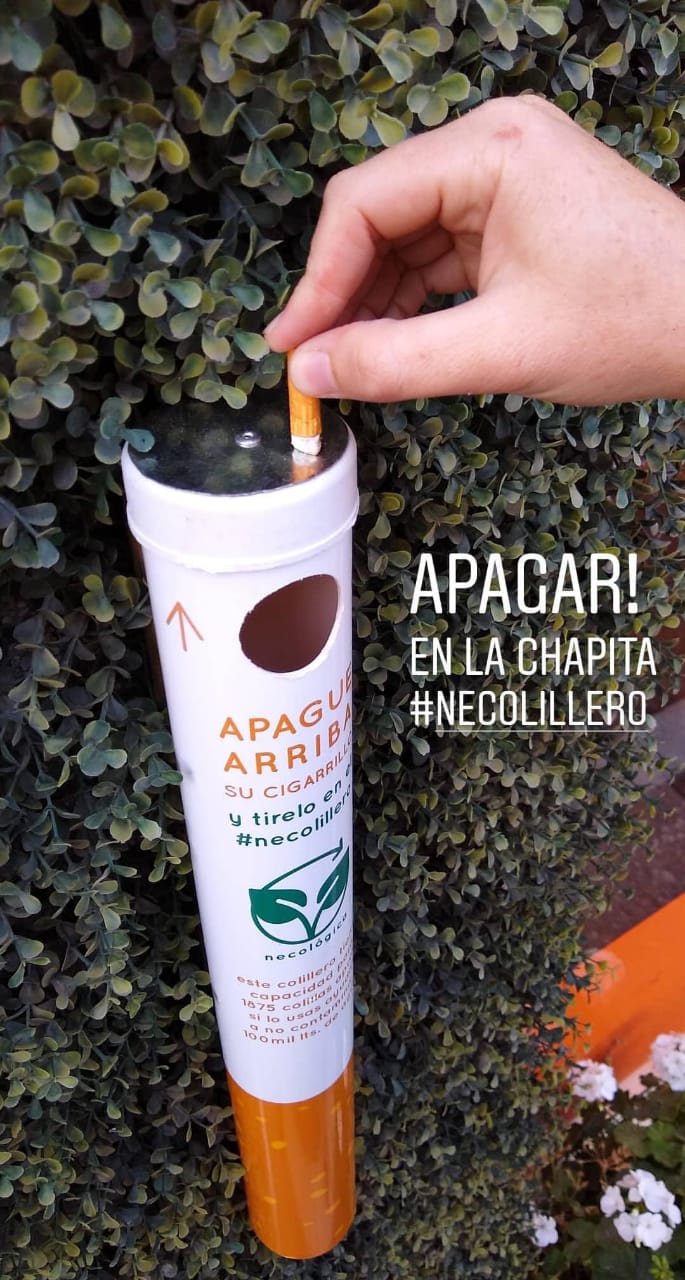 APAGAR!
EN LA CHAPITA
#NECOLILLERO
APAGUE
ARRIBA
SU CIGARRILLO
y tirelo en el
#necolillero
necológica
este colillero
capacidad
1875 colillas
si lo usas
a no
100mil lts. de